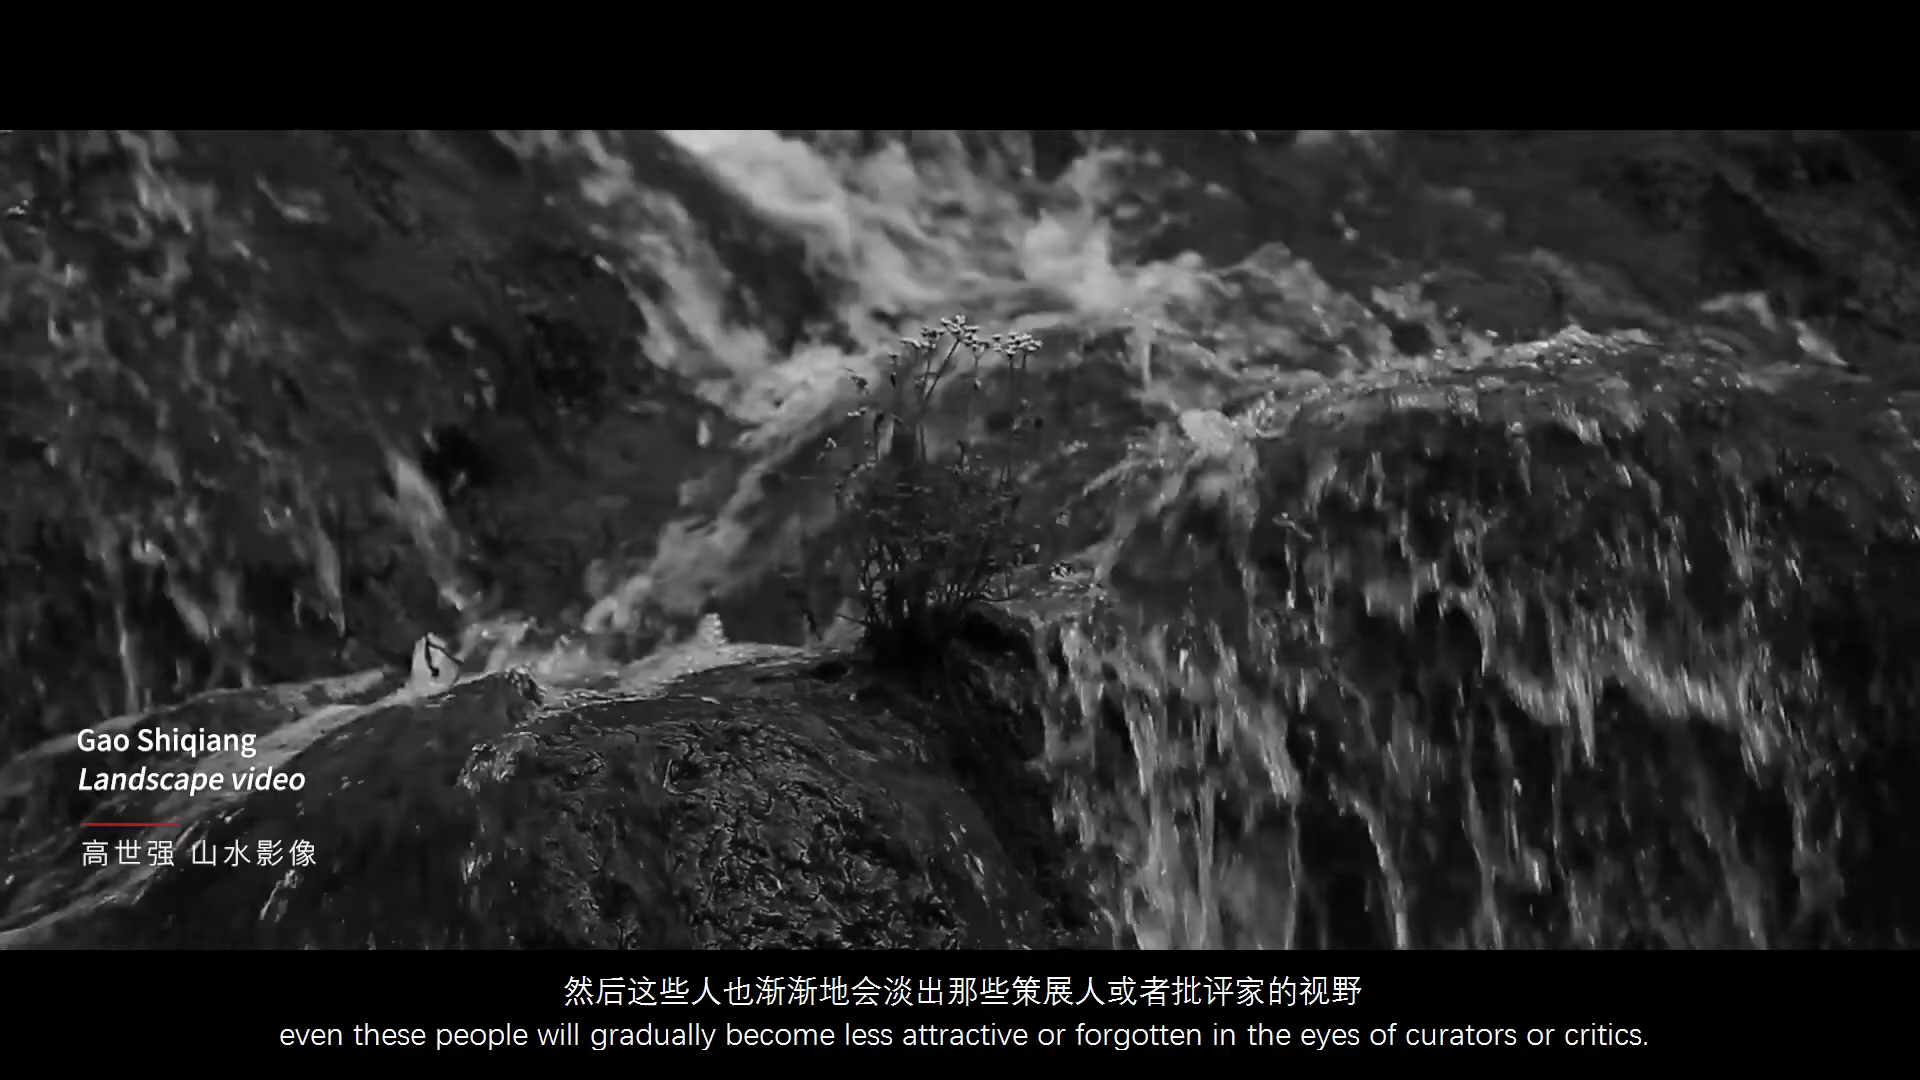 Gao Shiqiang
Landscape video
高世强 山水影像
然后这些人也渐渐地会淡出那些策展人或者批评家的视野
even these people will gradually become less attractive or forgotten in the eyes of curators or critics.